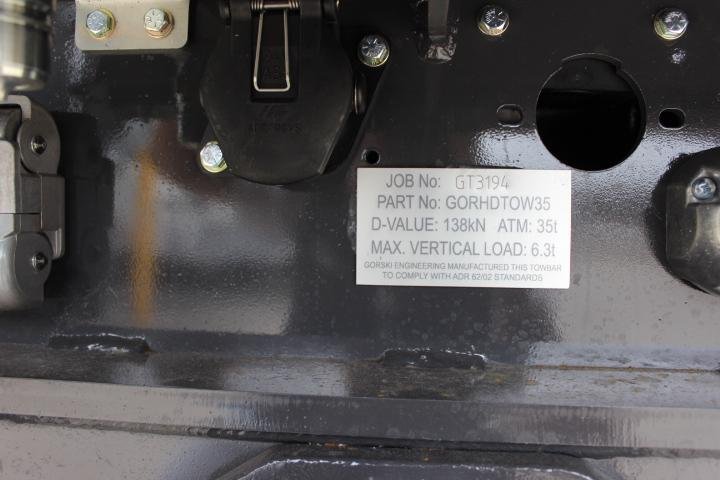 JOB No: GT3194
PART No: GORHDTOW35
D-VALUE: 138kN ATM: 35t
MAX. VERTICAL LOAD: 6.3t
GORSKI ENGINEERING MANUFACTURED THIS TOWBAR
TO COMPLY WITH ADR 62/02 STANDARDS